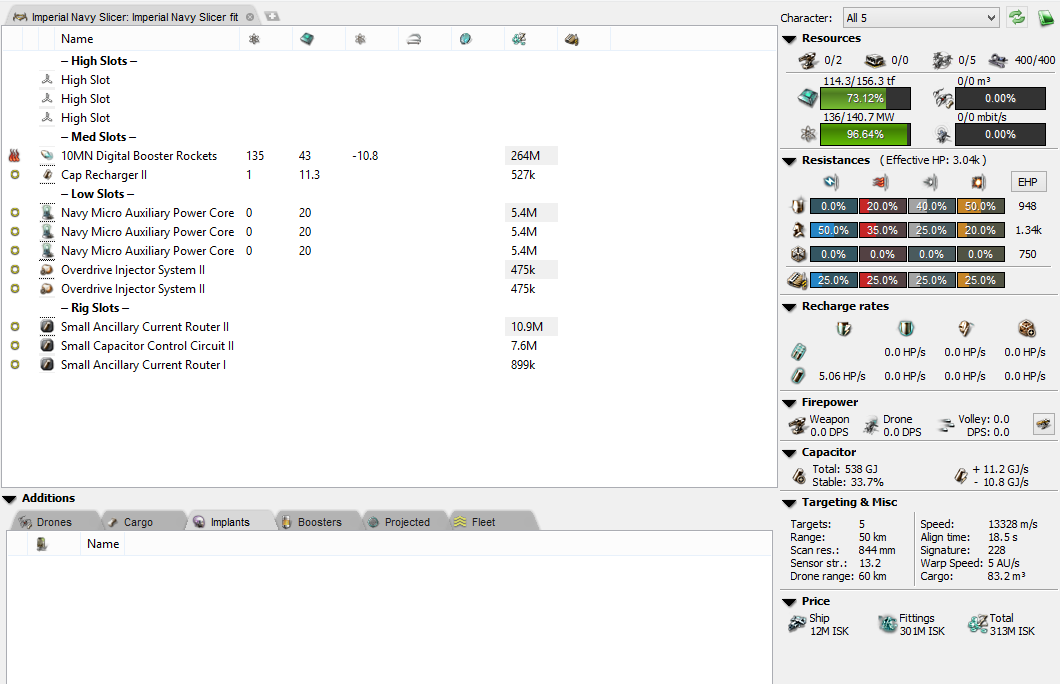 Imperial Navy Slicer: Imperial Navy Slicer fit
Name
– High Slots –
High Slot
High Slot
High Slot
– Med Slots –
10MN Digital Booster Rockets 135 43 -10.8 264M
Cap Recharger II 1 11.3 527k
– Low Slots –
Navy Micro Auxiliary Power Core 0 20 5.4M
Navy Micro Auxiliary Power Core 0 20 5.4M
Navy Micro Auxiliary Power Core 0 20 5.4M
Overdrive Injector System II 475k
Overdrive Injector System II 475k
– Rig Slots –
Small Ancillary Current Router II 10.9M
Small Capacitor Control Circuit II 7.6M
Small Ancillary Current Router I 899k
Additions
Drones Cargo Implants Boosters Projected Fleet
Name
Character: All 5
Resources
0/2 0/0 0/5 400/400
114.3/156.3 tf 0/0 m³
73.12% 0.00%
136/140.7 MW 0/0 mbit/s
96.64% 0.00%
Resistances (Effective HP: 3.04k)
EHP
0.0% 20.0% 40.0% 50.0% 948
50.0% 35.0% 25.0% 20.0% 1.34k
0.0% 0.0% 0.0% 0.0% 750
25.0% 25.0% 25.0% 25.0%
Recharge rates
0.0 HP/s 0.0 HP/s 0.0 HP/s
5.06 HP/s 0.0 HP/s 0.0 HP/s 0.0 HP/s
Firepower
Weapon Drone Volley: 0.0
0.0 DPS 0.0 DPS DPS: 0.0
Capacitor
Total: 538 GJ + 11.2 GJ/s
Stable: 33.7% - 10.8 GJ/s
Targeting & Misc
Targets: 5 Speed: 13328 m/s
Range: 50 km Align time: 18.5 s
Scan res.: 844 mm Signature: 228
Sensor str.: 13.2 Warp Speed: 5 AU/s
Drone range: 60 km Cargo: 83.2 m³
Price
Ship Fittings Total
12M ISK 301M ISK 313M ISK